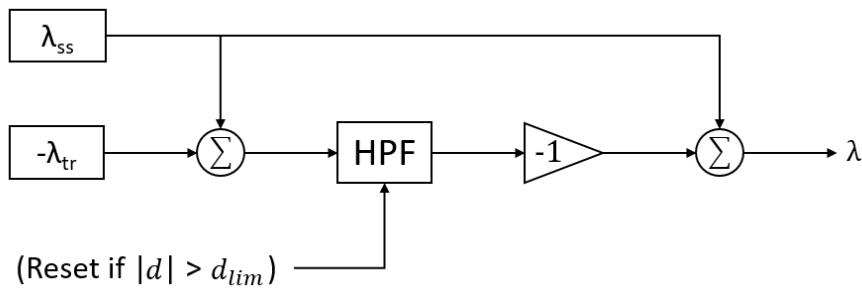 λss
-λtr
∑
HPF
-1
∑
λ
(Reset if |d| > dlim)